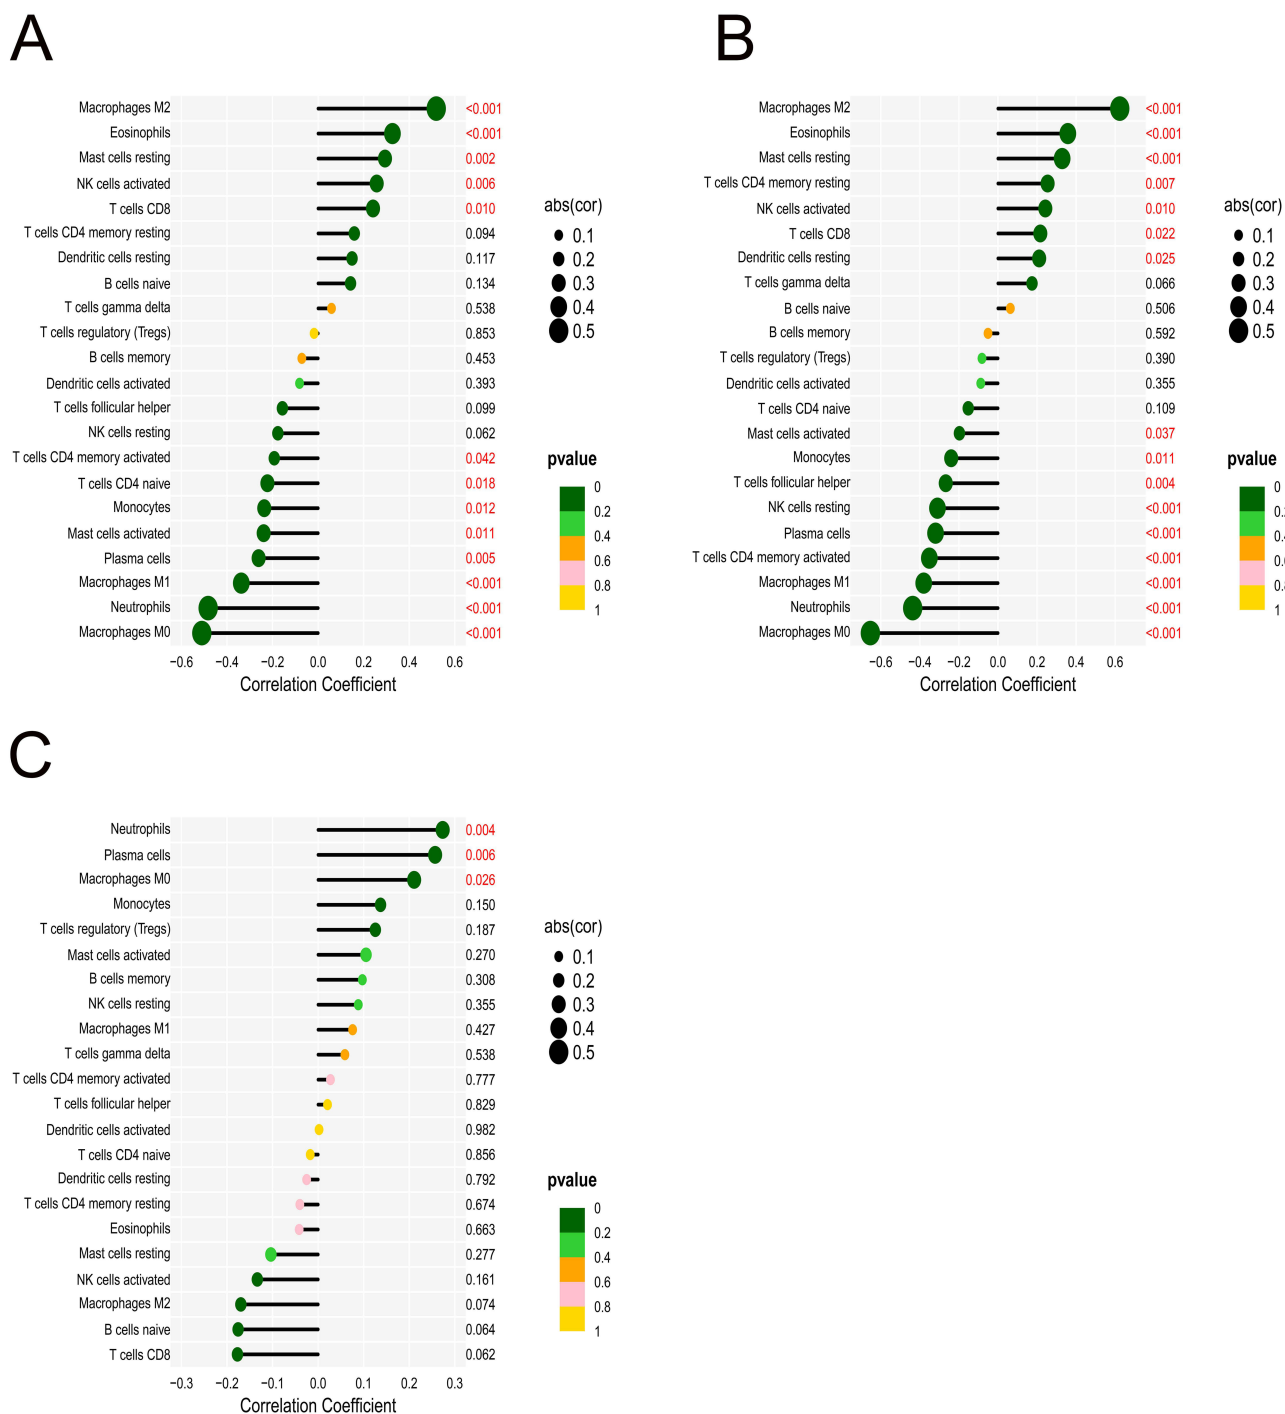 A
Macrophages M2 <0.001
Eosinophils <0.001
Mast cells resting 0.002
NK cells activated 0.006
T cells CD8 0.010
T cells CD4 memory resting 0.094
Dendritic cells resting 0.117
B cells naive 0.134
T cells gamma delta 0.538
T cells regulatory (Tregs) 0.853
B cells memory 0.453
Dendritic cells activated 0.393
T cells follicular helper 0.099
NK cells resting 0.062
T cells CD4 memory activated 0.042
T cells CD4 naive 0.018
Monocytes 0.012
Mast cells activated 0.011
Plasma cells 0.005
Macrophages M1 <0.001
Neutrophils <0.001
Macrophages M0 <0.001
−0.6 −0.4 −0.2 0.0 0.2 0.4 0.6
Correlation Coefficient
abs(cor)
0.1
0.2
0.3
0.4
0.5
pvalue
0
0.2
0.4
0.6
0.8
1
B
Macrophages M2 <0.001
Eosinophils <0.001
Mast cells resting <0.001
T cells CD4 memory resting 0.007
NK cells activated 0.010
T cells CD8 0.022
Dendritic cells resting 0.025
T cells gamma delta 0.066
B cells naive 0.506
B cells memory 0.592
T cells regulatory (Tregs) 0.390
Dendritic cells activated 0.355
T cells CD4 naive 0.109
Mast cells activated 0.037
Monocytes 0.011
T cells follicular helper 0.004
NK cells resting <0.001
Plasma cells <0.001
T cells CD4 memory activated <0.001
Macrophages M1 <0.001
Neutrophils <0.001
Macrophages M0 <0.001
−0.6 −0.4 −0.2 0.0 0.2 0.4 0.6
Correlation Coefficient
abs(cor)
0.1
0.2
0.3
0.4
0.5
pvalue
0
1
C
Neutrophils 0.004
Plasma cells 0.006
Macrophages M0 0.026
Monocytes 0.150
T cells regulatory (Tregs) 0.187
Mast cells activated 0.270
B cells memory 0.308
NK cells resting 0.355
Macrophages M1 0.427
T cells gamma delta 0.538
T cells CD4 memory activated 0.777
T cells follicular helper 0.829
Dendritic cells activated 0.982
T cells CD4 naive 0.856
Dendritic cells resting 0.792
T cells CD4 memory resting 0.674
Eosinophils 0.663
Mast cells resting 0.277
NK cells activated 0.161
Macrophages M2 0.074
B cells naive 0.064
T cells CD8 0.062
−0.3 −0.2 −0.1 0.0 0.1 0.2 0.3
Correlation Coefficient
abs(cor)
0.1
0.2
0.3
0.4
0.5
pvalue
0
0.2
0.4
0.6
0.8
1